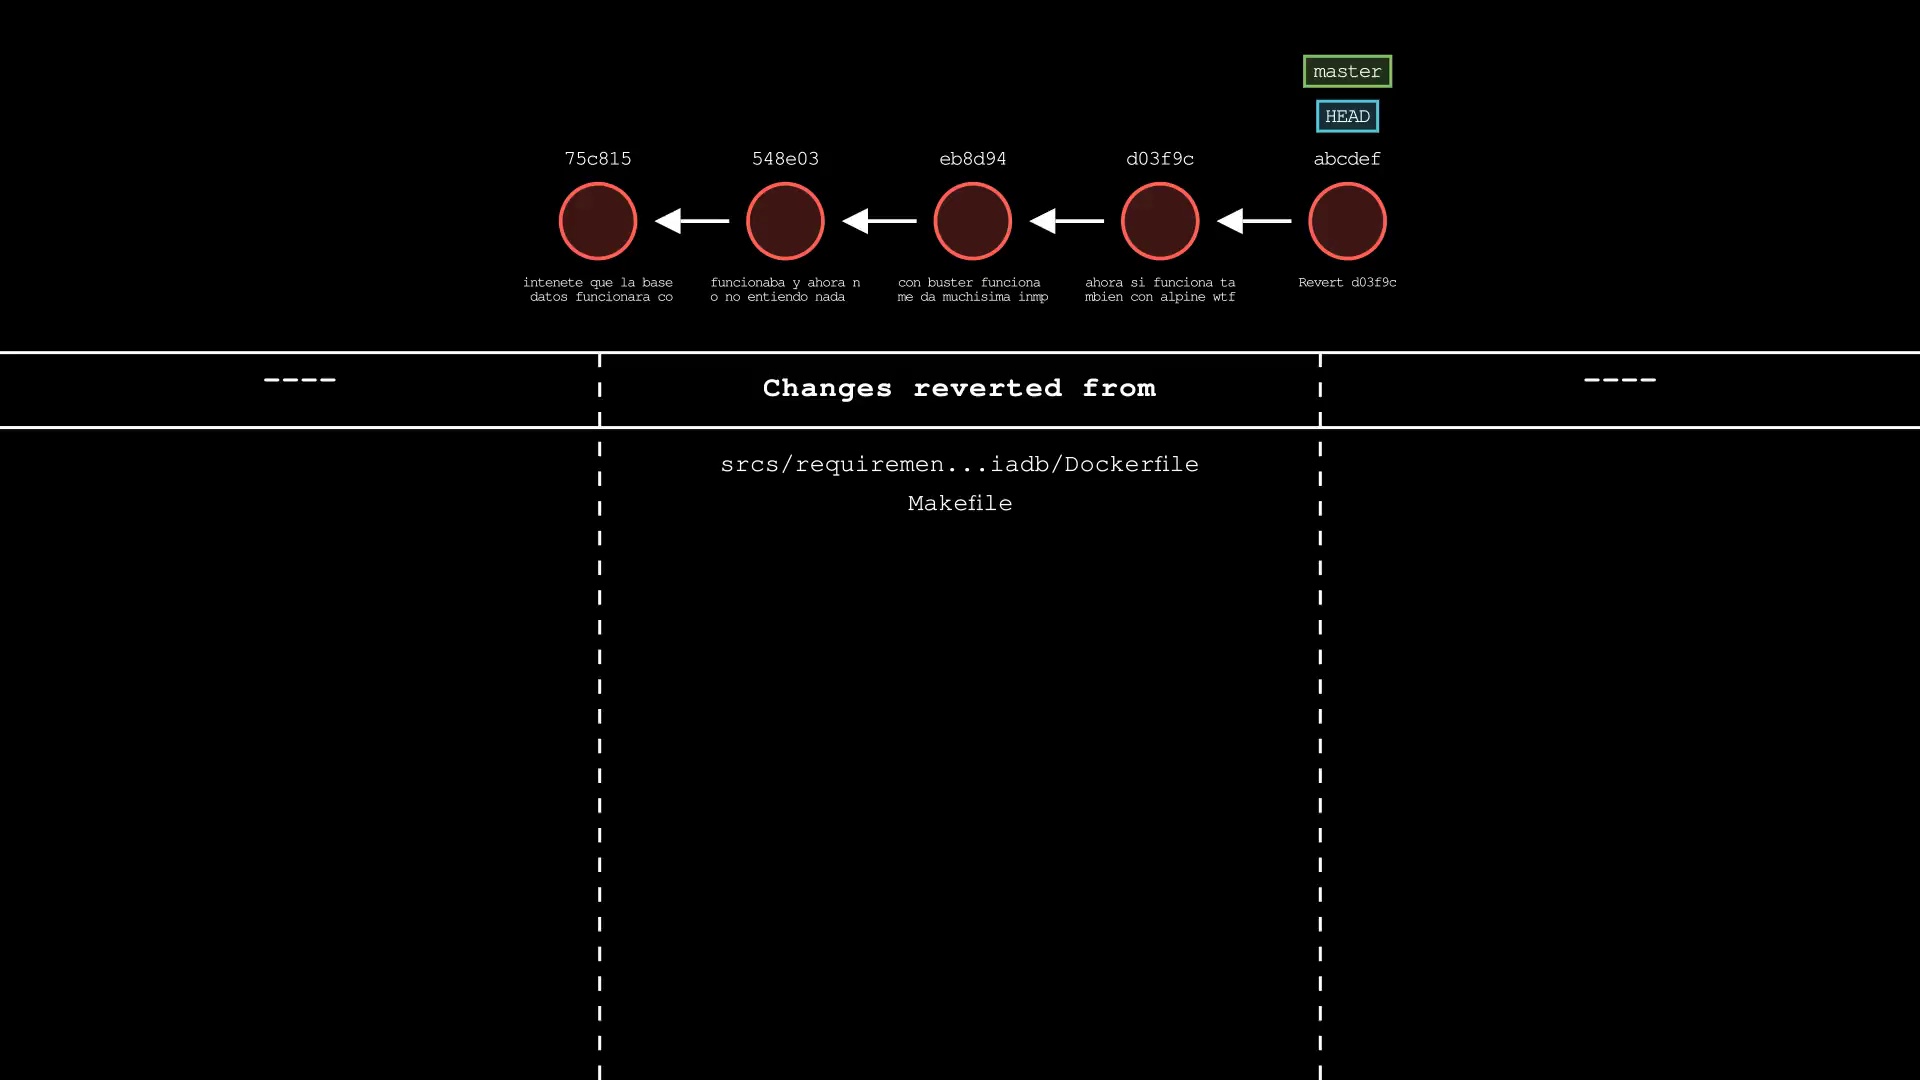 master
HEAD
75c815
548e03
eb8d94
d03f9c
abcdef
intenete que la base
datos funcionara co
funcionaba y ahora n
o no entiendo nada
con buster funciona
me da muchisima inmp
ahora si funciona ta
mbien con alpine wtf
Revert d03f9c
----
Changes reverted from
----
srcs/requiremen...iadb/Dockerfile
Makefile